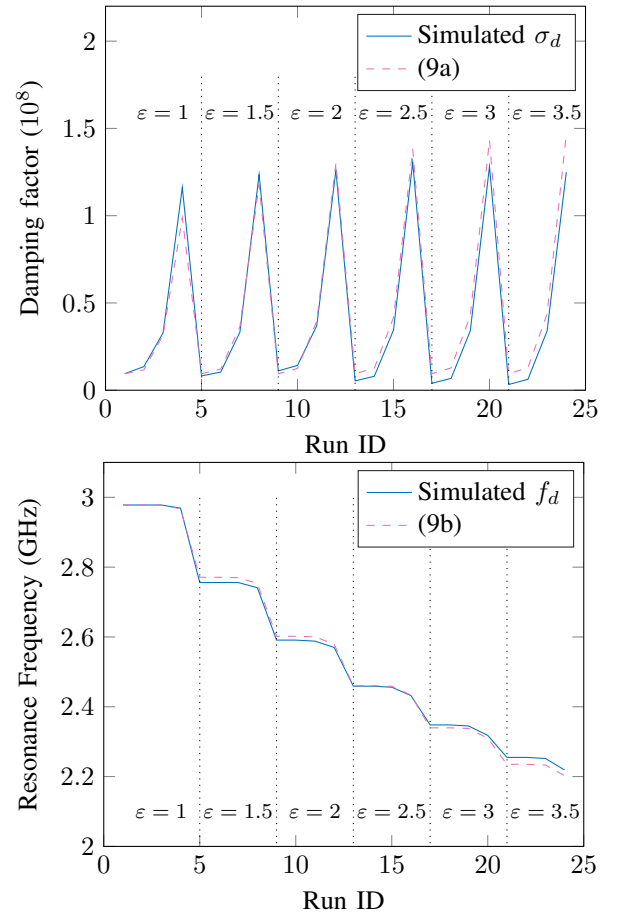 2
1.5
1
0.5
0
Damping factor (10⁸)
Simulated σ_d
(9a)
ε = 1
ε = 1.5
ε = 2
ε = 2.5
ε = 3
ε = 3.5
0
5
10
15
20
25
Run ID
3
2.8
2.6
2.4
2.2
2
Resonance Frequency (GHz)
Simulated f_d
(9b)
ε = 1
ε = 1.5
ε = 2
ε = 2.5
ε = 3
ε = 3.5
0
5
10
15
20
25
Run ID